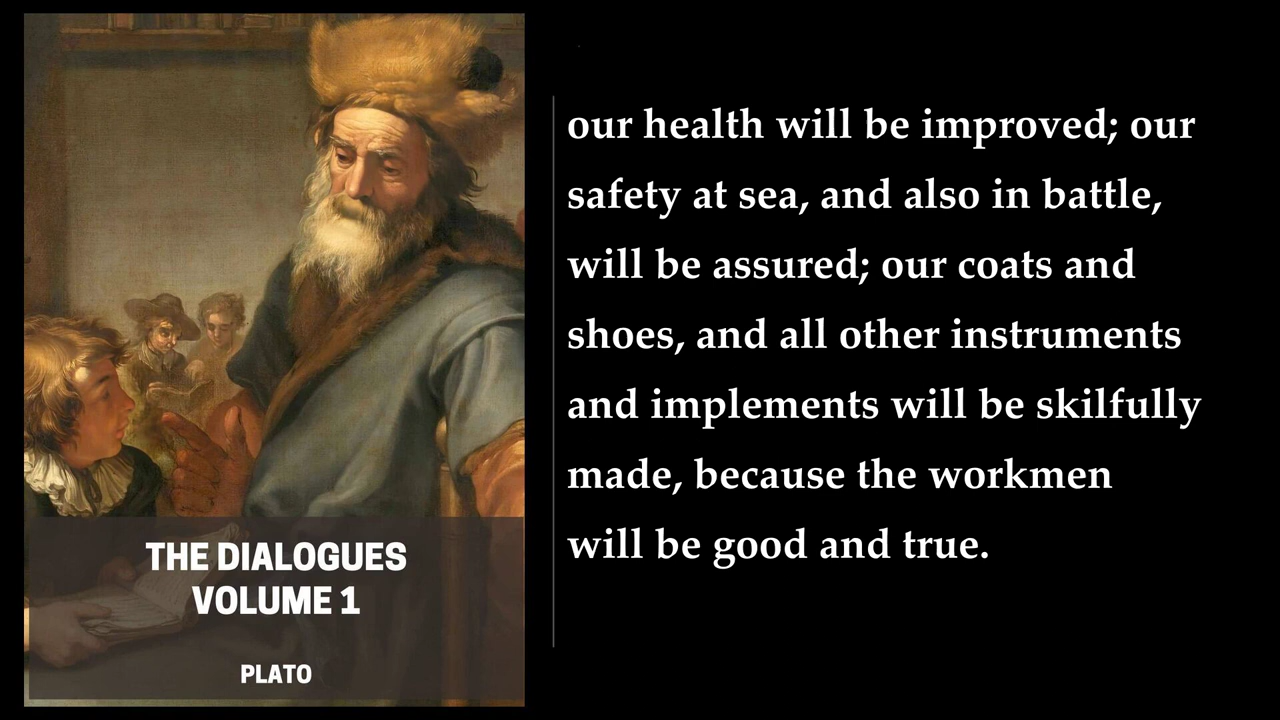 our health will be improved; our
safety at sea, and also in battle,
will be assured; our coats and
shoes, and all other instruments
and implements will be skilfully
made, because the workmen
will be good and true.
THE DIALOGUES
VOLUME 1
PLATO